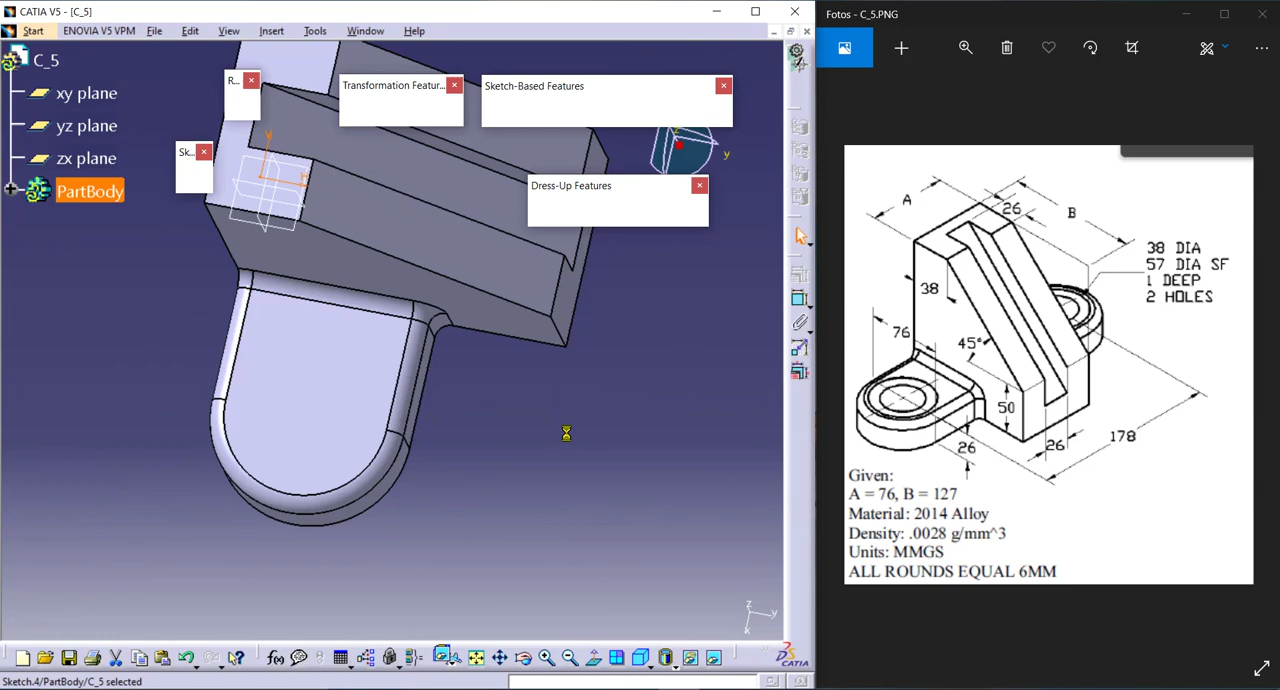 CATIA V5 - [C_5]
Start ENOVIA V5 VPM File Edit View Insert Tools Window Help
C_5
xy plane
yz plane
zx plane
PartBody
R...
Sk...
Transformation Featur...
Sketch-Based Features
Dress-Up Features
y
z
y
H
z
y
x
f(x)
CATIA
Sketch.4/PartBody/C_5 selected
Fotos - C_5.PNG
A
26
B
38 DIA
57 DIA SF
1 DEEP
2 HOLES
38
76
45°
50
26
26
178
Given:
A = 76, B = 127
Material: 2014 Alloy
Density: .0028 g/mm^3
Units: MMGS
ALL ROUNDS EQUAL 6MM